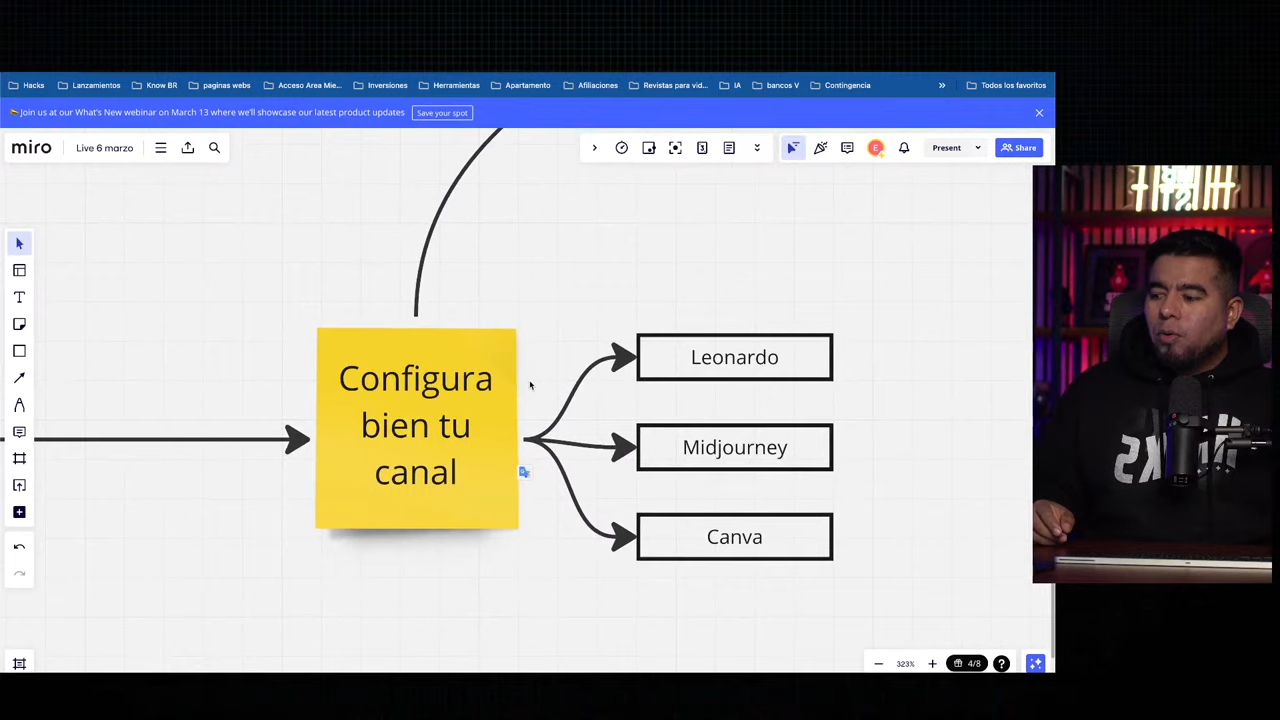 Hacks Lanzamientos Know BR paginas webs Acceso Area Mie... Inversiones Herramientas Apartamento Afiliaciones Revistas para vid... IA bancos V Contingencia » Todos los favoritos
Join us at our What's New webinar on March 13 where we'll showcase our latest product updates Save your spot
miro Live 6 marzo 3 E Present Share
Configura
bien tu
canal
Leonardo
Midjourney
Canva
323% 4/8 ?